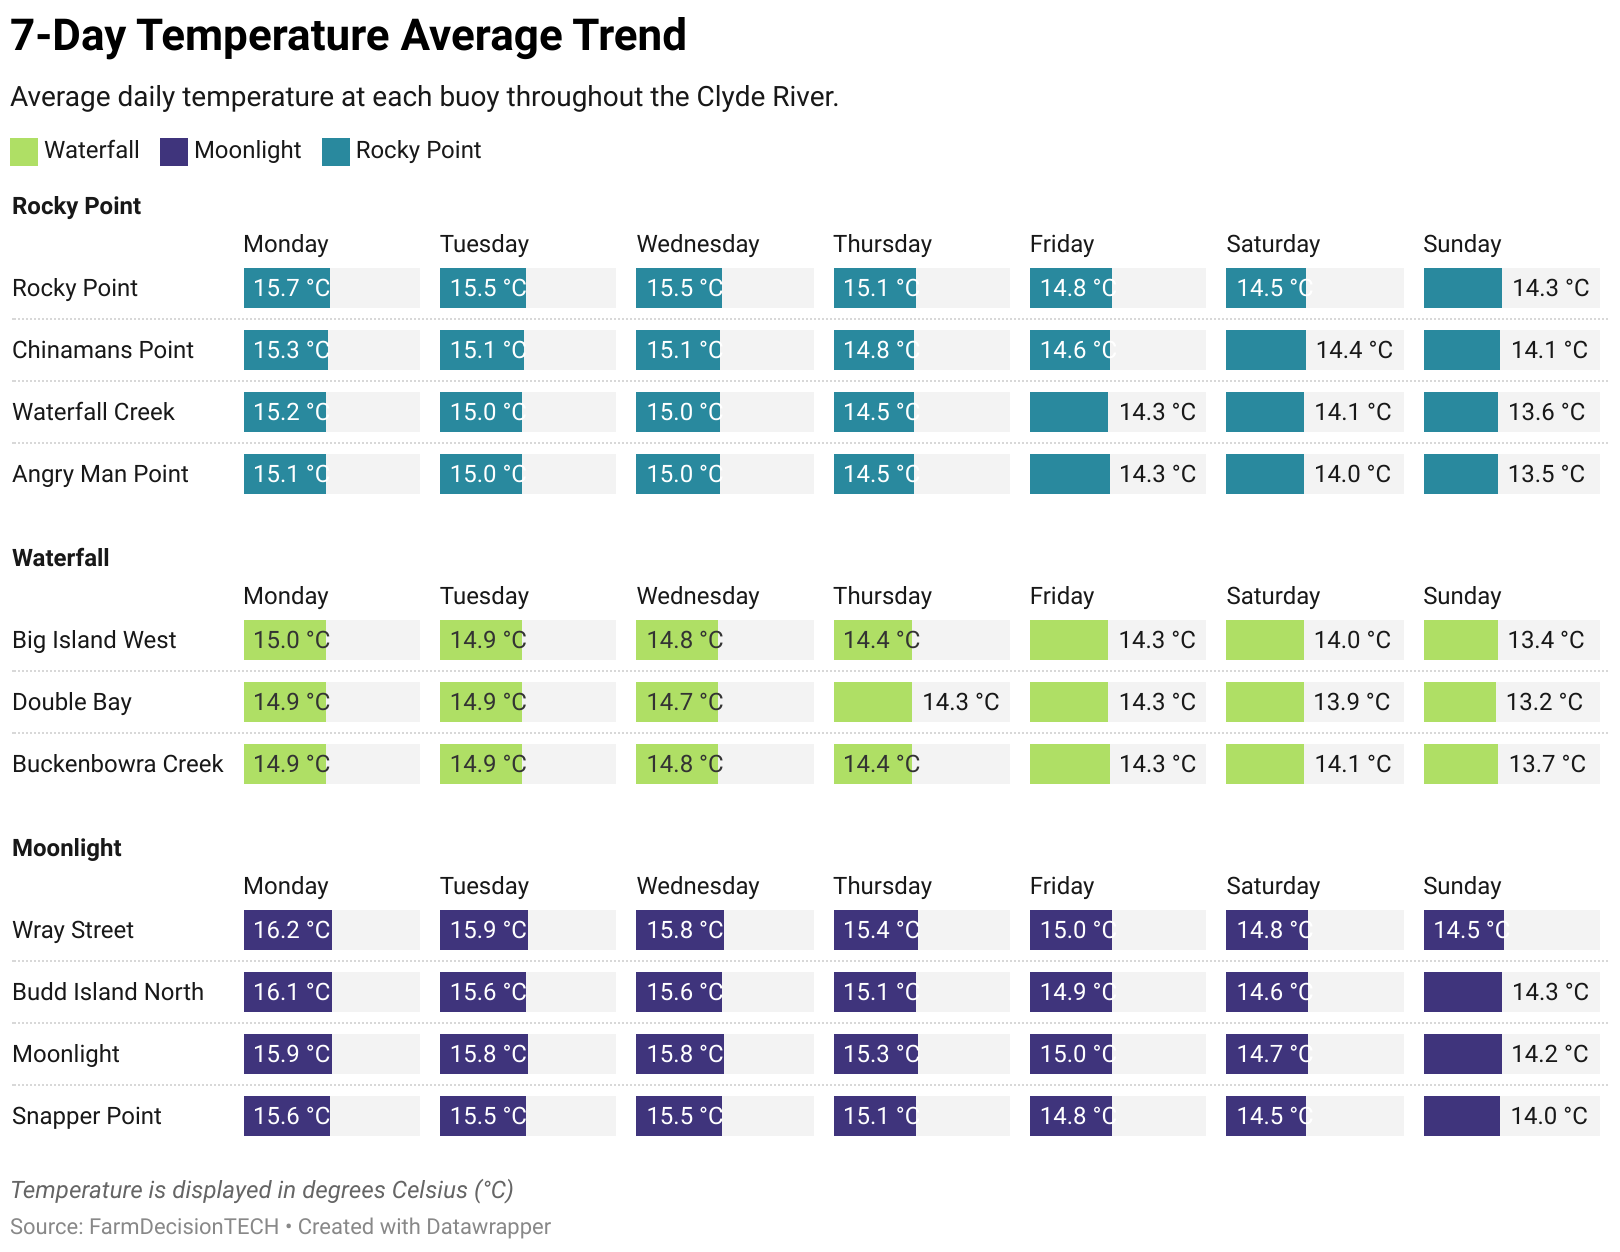 7-Day Temperature Average Trend
Average daily temperature at each buoy throughout the Clyde River.
Waterfall Moonlight Rocky Point
Rocky Point
Monday Tuesday Wednesday Thursday Friday Saturday Sunday
Rocky Point 15.7 °C 15.5 °C 15.5 °C 15.1 °C 14.8 °C 14.5 °C 14.3 °C
Chinamans Point 15.3 °C 15.1 °C 15.1 °C 14.8 °C 14.6 °C 14.4 °C 14.1 °C
Waterfall Creek 15.2 °C 15.0 °C 15.0 °C 14.5 °C 14.3 °C 14.1 °C 13.6 °C
Angry Man Point 15.1 °C 15.0 °C 15.0 °C 14.5 °C 14.3 °C 14.0 °C 13.5 °C
Waterfall
Monday Tuesday Wednesday Thursday Friday Saturday Sunday
Big Island West 15.0 °C 14.9 °C 14.8 °C 14.4 °C 14.3 °C 14.0 °C 13.4 °C
Double Bay 14.9 °C 14.9 °C 14.7 °C 14.3 °C 14.3 °C 13.9 °C 13.2 °C
Buckenbowra Creek 14.9 °C 14.9 °C 14.8 °C 14.4 °C 14.3 °C 14.1 °C 13.7 °C
Moonlight
Monday Tuesday Wednesday Thursday Friday Saturday Sunday
Wray Street 16.2 °C 15.9 °C 15.8 °C 15.4 °C 15.0 °C 14.8 °C 14.5 °C
Budd Island North 16.1 °C 15.6 °C 15.6 °C 15.1 °C 14.9 °C 14.6 °C 14.3 °C
Moonlight 15.9 °C 15.8 °C 15.8 °C 15.3 °C 15.0 °C 14.7 °C 14.2 °C
Snapper Point 15.6 °C 15.5 °C 15.5 °C 15.1 °C 14.8 °C 14.5 °C 14.0 °C
Temperature is displayed in degrees Celsius (°C)
Source: FarmDecisionTECH • Created with Datawrapper